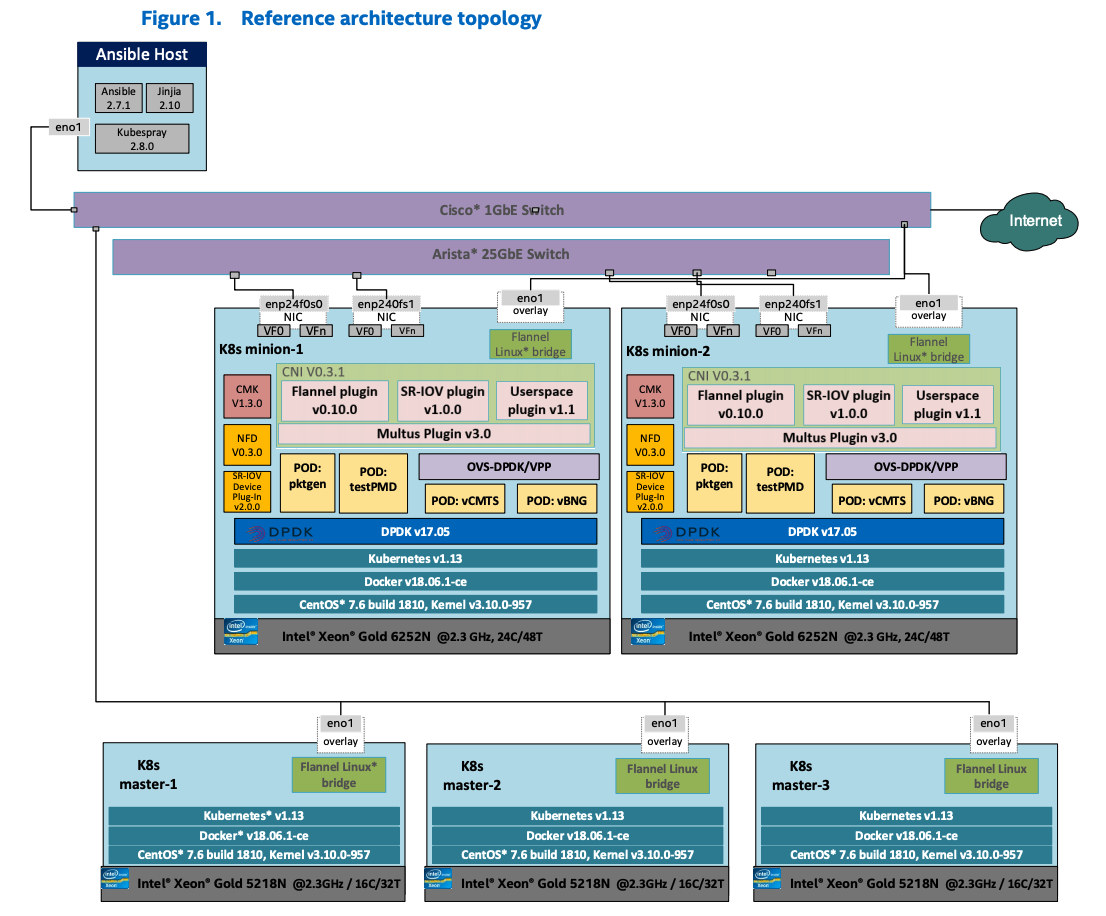 Figure 1. Reference architecture topology
Ansible Host
Ansible
2.7.1
Jinjia
2.10
Kubespray
2.8.0
eno1
Cisco* 1GbE Switch
Internet
Arista* 25GbE Switch
enp24f0s0
NIC
VF0
VFn
enp240fs1
NIC
VF0
VFn
eno1
overlay
Flannel
Linux* bridge
K8s minion-1
CNI V0.3.1
CMK
V1.3.0
Flannel plugin
v0.10.0
SR-IOV plugin
v1.0.0
Userspace
plugin v1.1
Multus Plugin v3.0
NFD
V0.3.0
SR-IOV
Device
Plug-In
v2.0.0
POD:
pktgen
POD:
testPMD
OVS-DPDK/VPP
POD: vCMTS
POD: vBNG
DPDK
DPDK v17.05
Kubernetes v1.13
Docker v18.06.1-ce
CentOS* 7.6 build 1810, Kernel v3.10.0-957
intel inside
Xeon
Intel® Xeon® Gold 6252N @2.3 GHz, 24C/48T
enp24f0s0
NIC
VF0
VFn
enp240fs1
NIC
VF0
VFn
eno1
overlay
Flannel
Linux* bridge
K8s minion-2
CNI V0.3.1
CMK
V1.3.0
Flannel plugin
v0.10.0
SR-IOV plugin
v1.0.0
Userspace
plugin v1.1
Multus Plugin v3.0
NFD
V0.3.0
SR-IOV
Device
Plug-In
v2.0.0
POD:
pktgen
POD:
testPMD
OVS-DPDK/VPP
POD: vCMTS
POD: vBNG
DPDK
DPDK v17.05
Kubernetes v1.13
Docker v18.06.1-ce
CentOS* 7.6 build 1810, Kernel v3.10.0-957
intel inside
Xeon
Intel® Xeon® Gold 6252N @2.3 GHz, 24C/48T
eno1
overlay
K8s
master-1
Flannel Linux*
bridge
Kubernetes* v1.13
Docker* v18.06.1-ce
CentOS* 7.6 build 1810, Kernel v3.10.0-957
intel inside
Xeon
Intel® Xeon® Gold 5218N @2.3GHz / 16C/32T
eno1
overlay
K8s
master-2
Flannel Linux
bridge
Kubernetes v1.13
Docker v18.06.1-ce
CentOS* 7.6 build 1810, Kernel v3.10.0-957
intel inside
Xeon
Intel® Xeon® Gold 5218N @2.3GHz / 16C/32T
eno1
overlay
K8s
master-3
Flannel Linux
bridge
Kubernetes v1.13
Docker v18.06.1-ce
CentOS* 7.6 build 1810, Kernel v3.10.0-957
intel inside
Xeon
Intel® Xeon® Gold 5218N @2.3GHz / 16C/32T